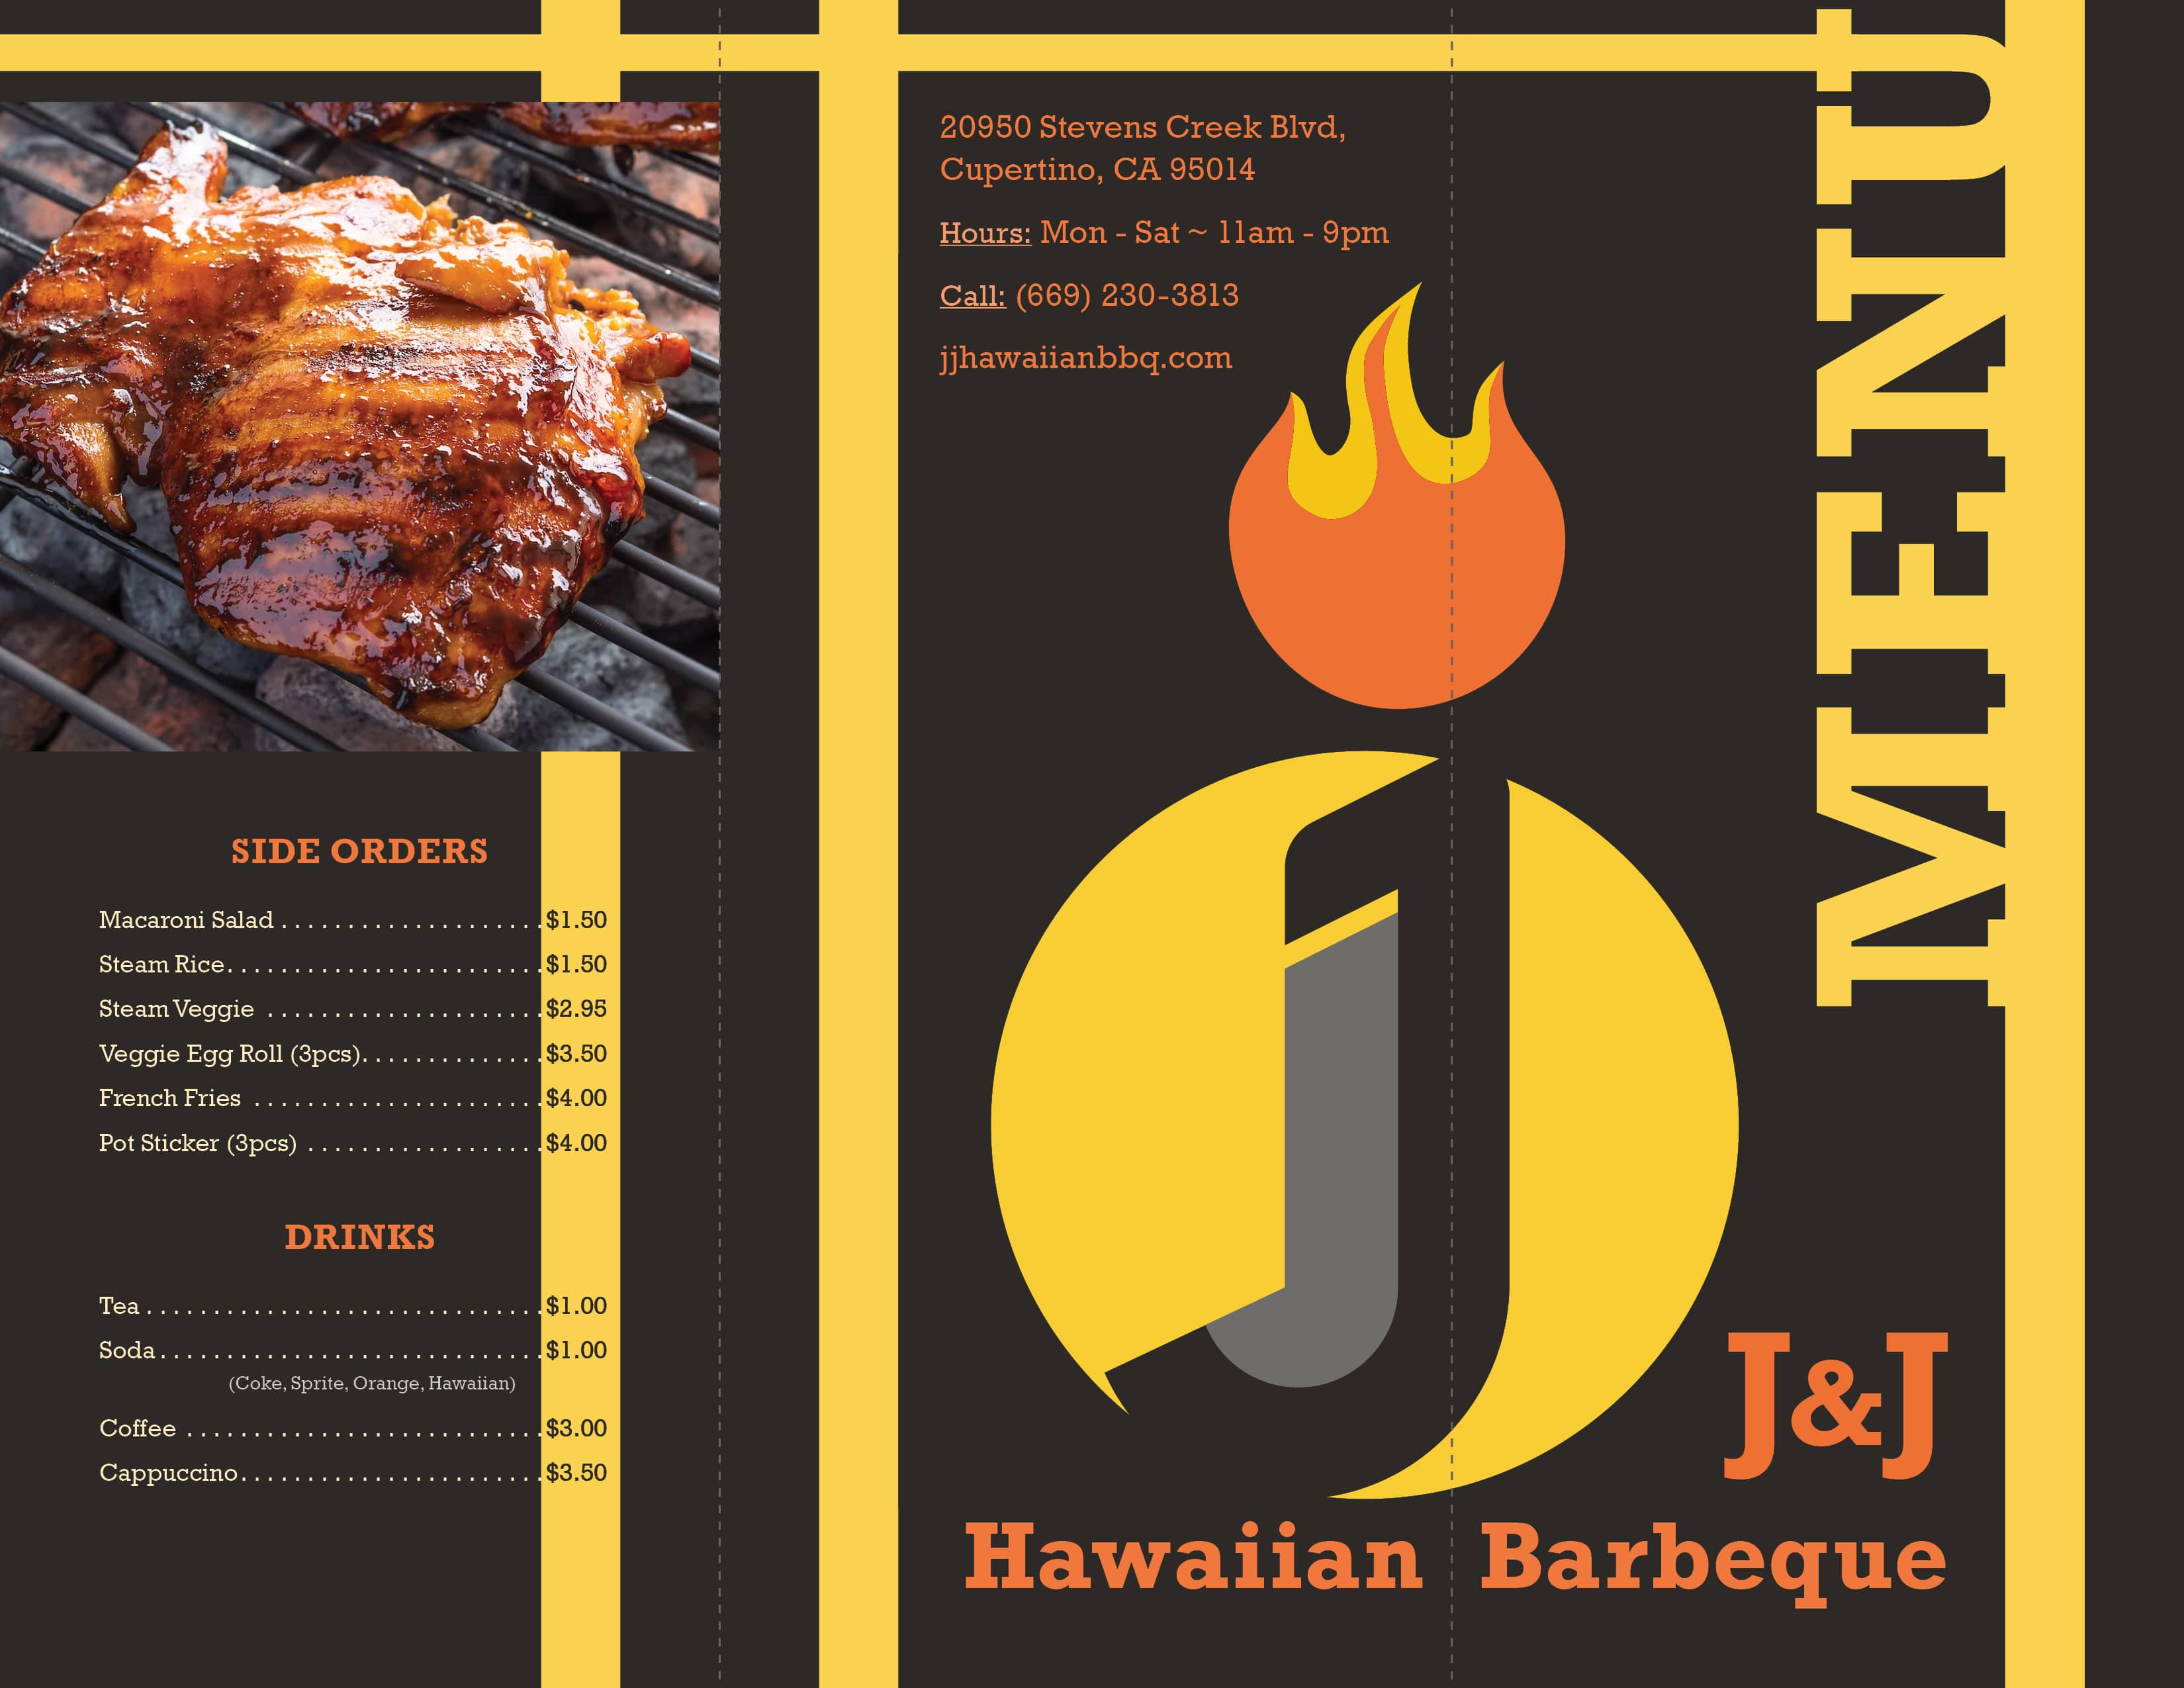 SIDE ORDERS
Macaroni Salad . . . . . . . . . . . . . . . . . . . . $1.50
Steam Rice. . . . . . . . . . . . . . . . . . . . . . . . $1.50
Steam Veggie . . . . . . . . . . . . . . . . . . . . . $2.95
Veggie Egg Roll (3pcs). . . . . . . . . . . . . . $3.50
French Fries . . . . . . . . . . . . . . . . . . . . . . $4.00
Pot Sticker (3pcs) . . . . . . . . . . . . . . . . . . $4.00
DRINKS
Tea . . . . . . . . . . . . . . . . . . . . . . . . . . . . . . $1.00
Soda . . . . . . . . . . . . . . . . . . . . . . . . . . . . . $1.00
(Coke, Sprite, Orange, Hawaiian)
Coffee . . . . . . . . . . . . . . . . . . . . . . . . . . . $3.00
Cappuccino. . . . . . . . . . . . . . . . . . . . . . . $3.50
20950 Stevens Creek Blvd,
Cupertino, CA 95014
Hours: Mon - Sat ~ 11am - 9pm
Call: (669) 230-3813
jjhawaiianbbq.com
MENU
J&J
Hawaiian Barbeque